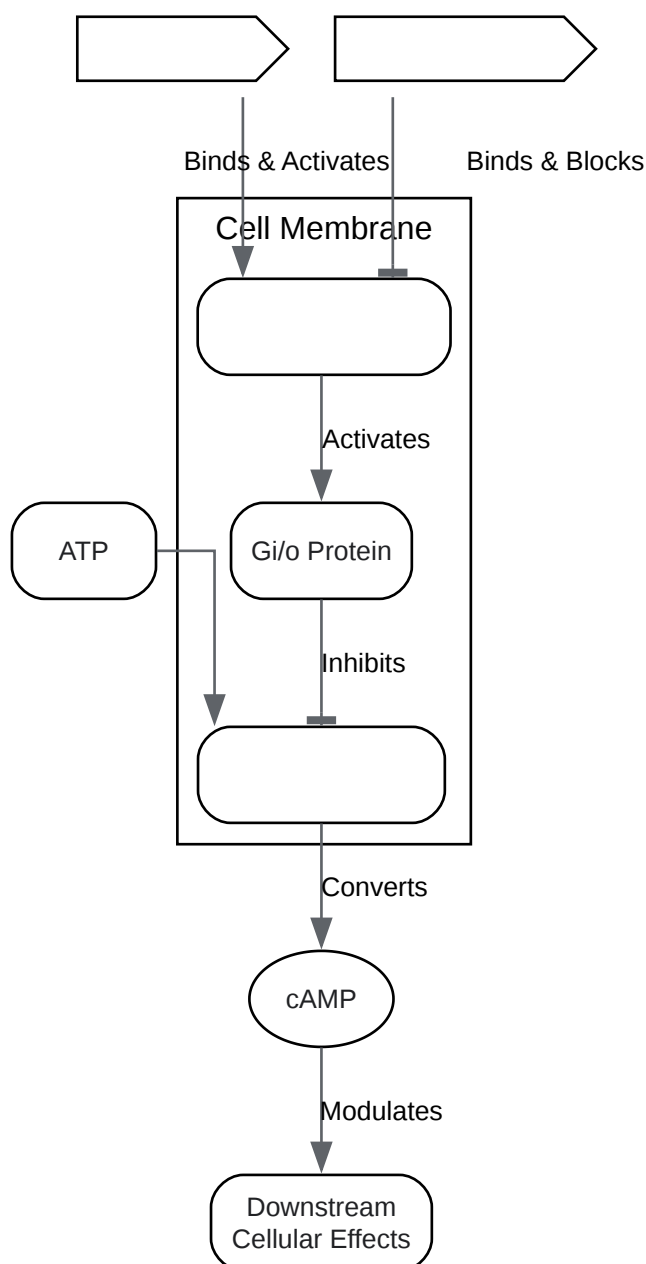 Binds & Activates
Binds & Blocks
Cell Membrane
Activates
ATP
Gi/o Protein
Inhibits
Converts
cAMP
Modulates
Downstream
Cellular Effects